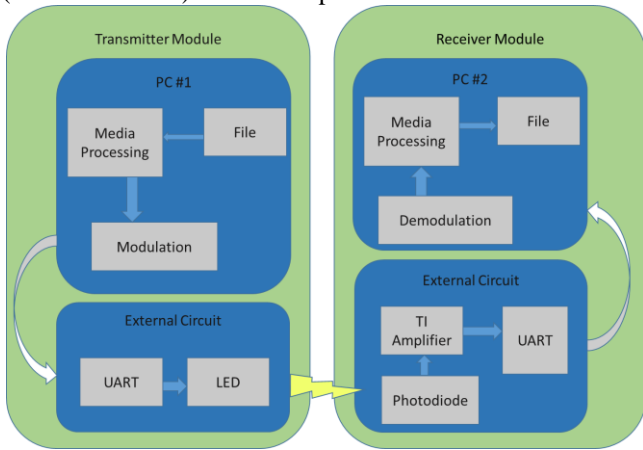 Transmitter Module
PC #1
Media
Processing
File
Modulation
External Circuit
UART
LED
Receiver Module
PC #2
Media
Processing
File
Demodulation
External Circuit
TI
Amplifier
UART
Photodiode